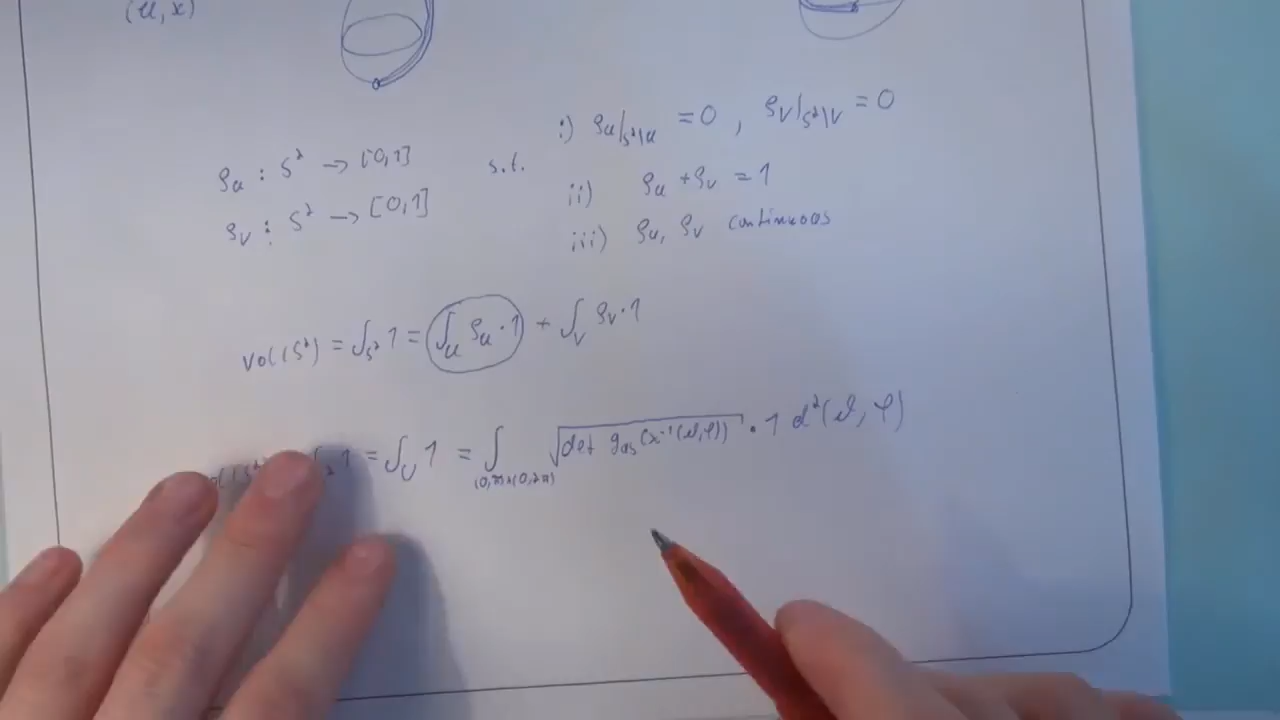 (U, x)
i) ρ_U|_{S²\U} = 0 , ρ_V|_{S²\V} = 0
ρ_U : S² → [0,1] s.t.
ii) ρ_U + ρ_V = 1
ρ_V : S² → [0,1]
iii) ρ_U, ρ_V continuous
vol(S²) = ∫_{S²} 1 = ∫_U ρ_U · 1 + ∫_V ρ_V · 1
= ∫_U 1 = ∫_{(0,π)×(0,2π)} √(det g_{ab}(x⁻¹(ϑ,φ))) · 1 d²(ϑ, φ)